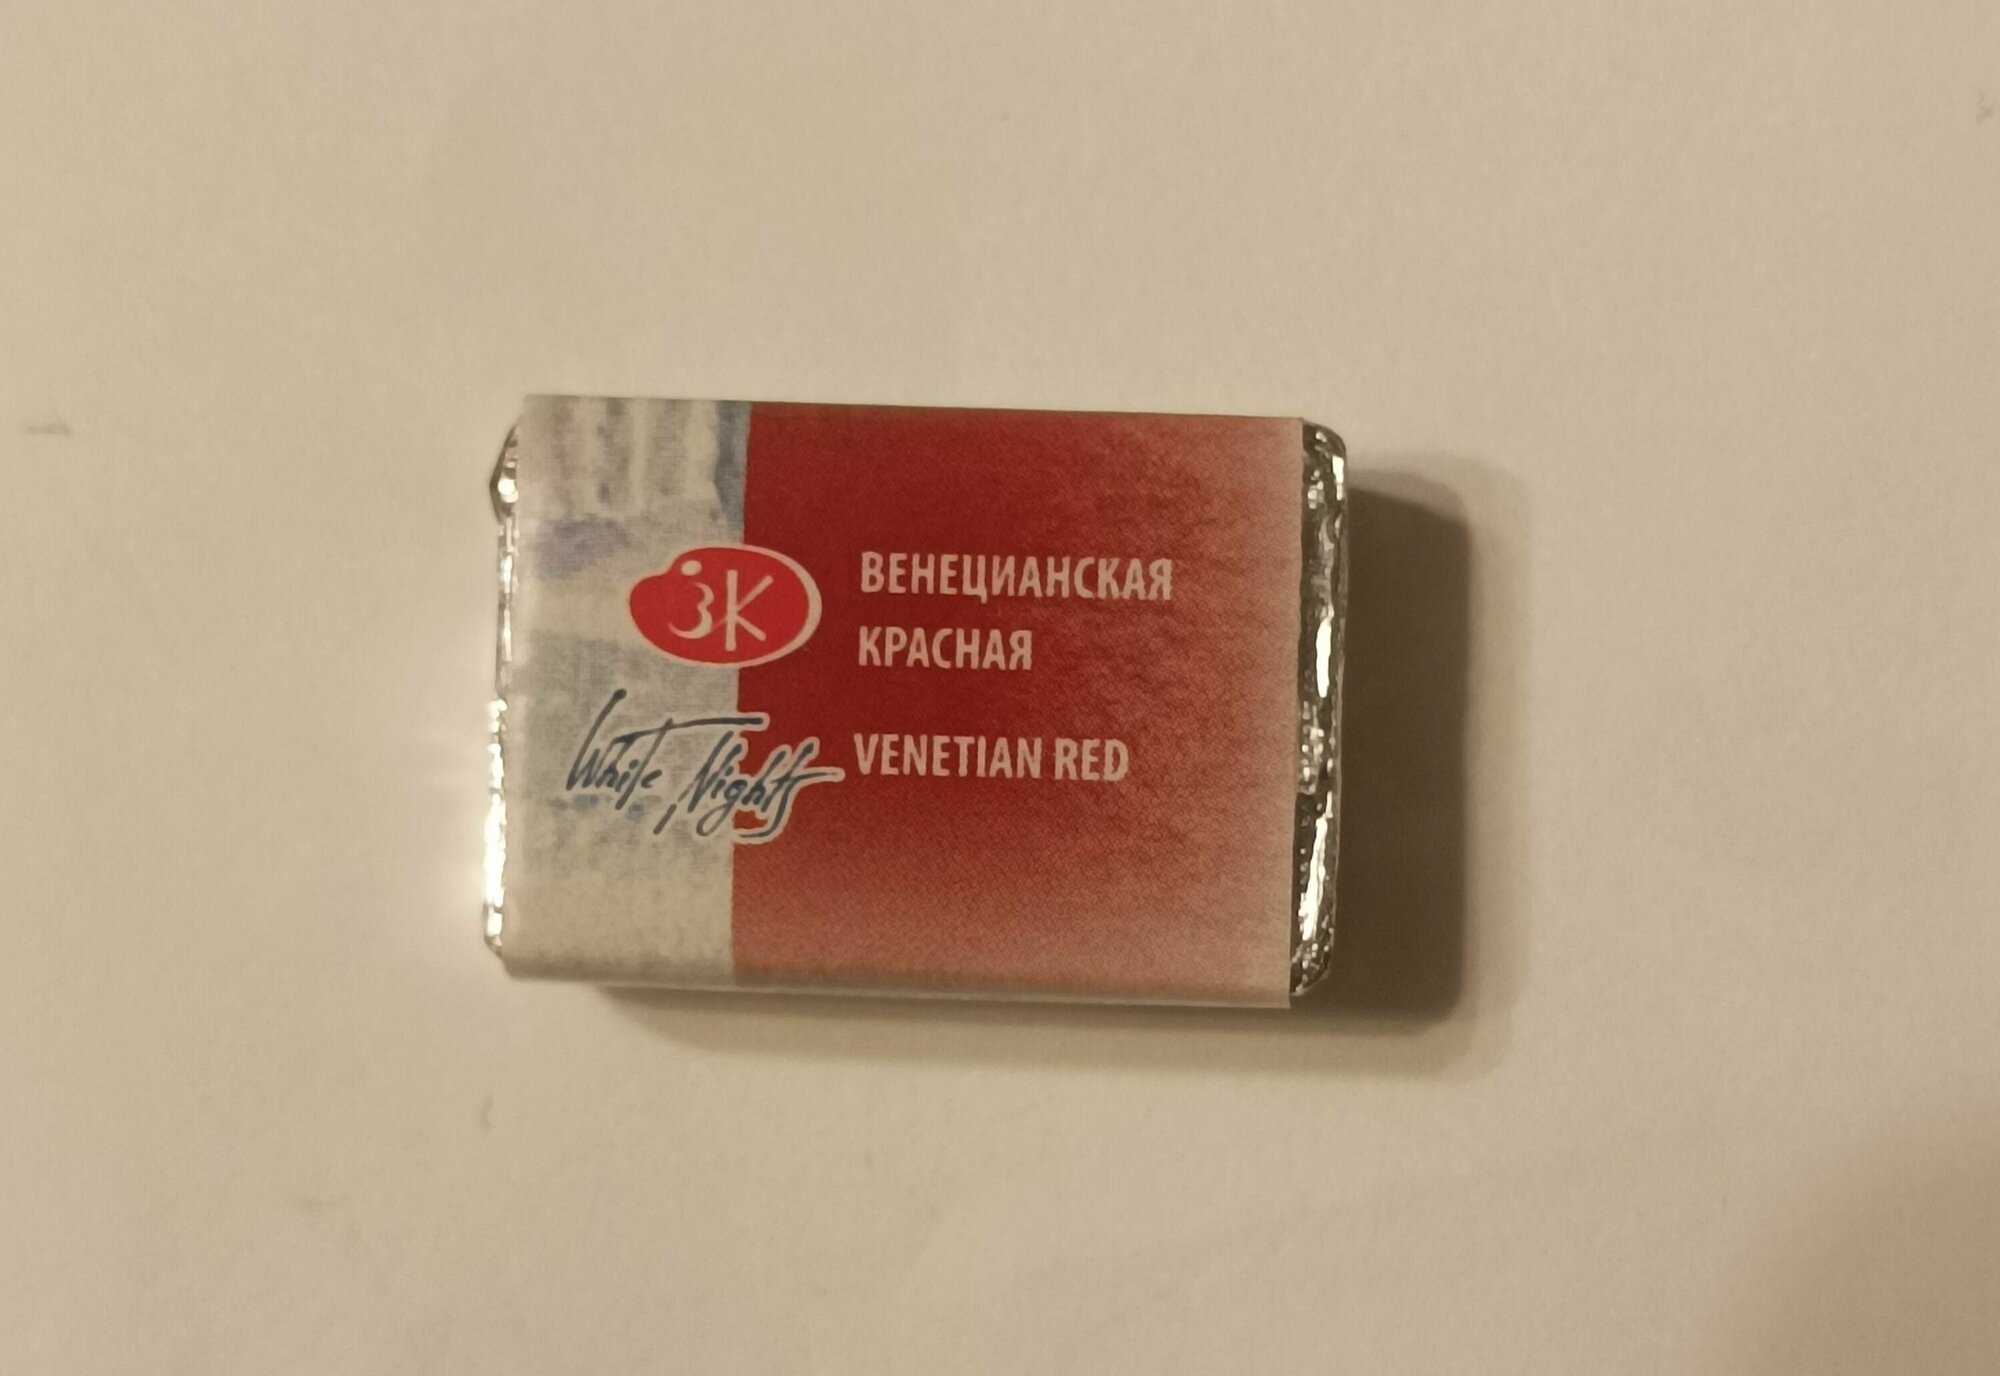 ЗК
ВЕНЕЦИАНСКАЯ
КРАСНАЯ
White Nights
VENETIAN RED